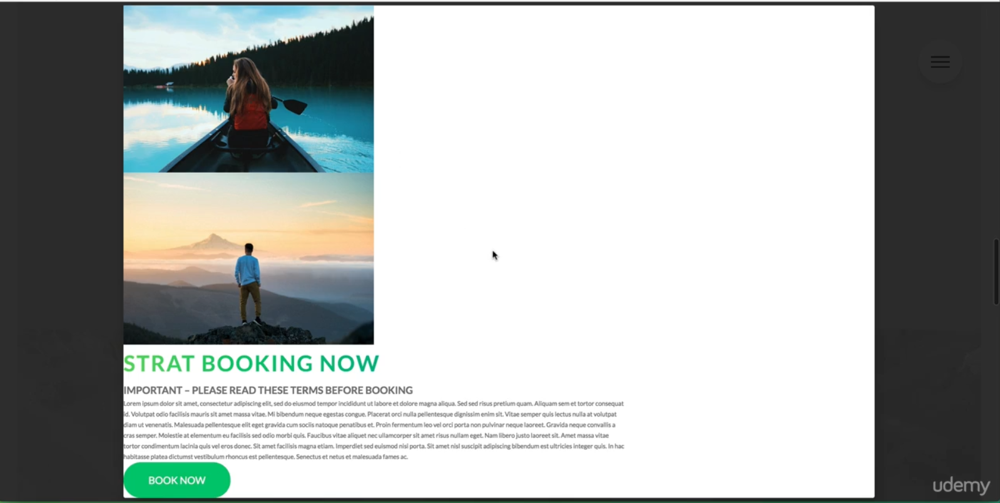 STRAT BOOKING NOW
IMPORTANT – PLEASE READ THESE TERMS BEFORE BOOKING
Lorem ipsum dolor sit amet, consectetur adipiscing elit, sed do eiusmod tempor incididunt ut labore et dolore magna aliqua. Sed sed risus pretium quam. Aliquam sem et tortor consequat
id. Volutpat odio facilisis mauris sit amet massa vitae. Mi bibendum neque egestas congue. Placerat orci nulla pellentesque dignissim enim sit. Vitae semper quis lectus nulla at volutpat
diam ut venenatis. Malesuada pellentesque elit eget gravida cum sociis natoque penatibus et. Proin fermentum leo vel orci porta non pulvinar neque laoreet. Gravida neque convallis a
cras semper. Molestie at elementum eu facilisis sed odio morbi quis. Faucibus vitae aliquet nec ullamcorper sit amet risus nullam eget. Nam libero justo laoreet sit. Amet massa vitae
tortor condimentum lacinia quis vel eros donec. Sit amet facilisis magna etiam. Imperdiet sed euismod nisi porta. Sit amet nisl suscipit adipiscing bibendum est ultricies integer quis. In hac
habitasse platea dictumst vestibulum rhoncus est pellentesque. Senectus et netus et malesuada fames ac.
BOOK NOW
udemy